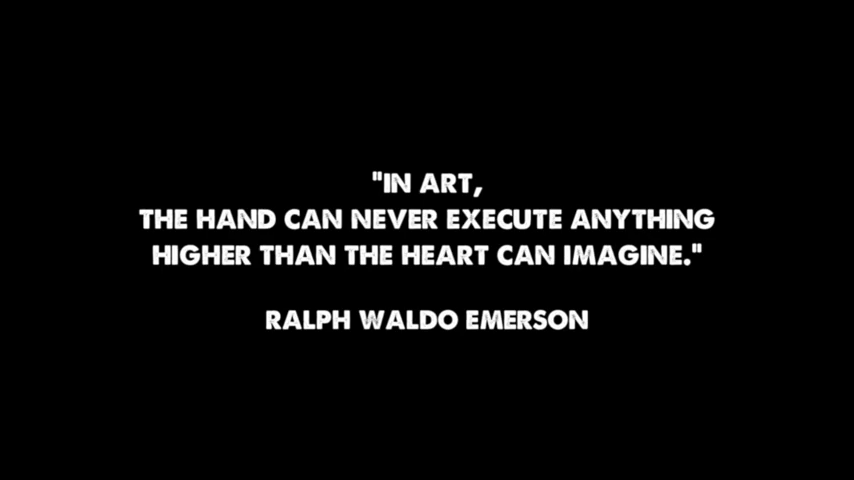 "IN ART,
THE HAND CAN NEVER EXECUTE ANYTHING
HIGHER THAN THE HEART CAN IMAGINE."
RALPH WALDO EMERSON